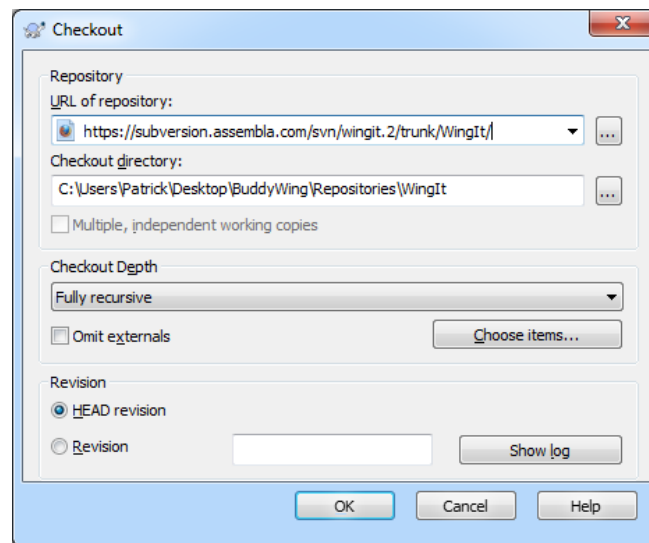 Checkout
Repository
URL of repository:
https://subversion.assembla.com/svn/wingit.2/trunk/WingIt/
...
Checkout directory:
C:\Users\Patrick\Desktop\BuddyWing\Repositories\WingIt
...
Multiple, independent working copies
Checkout Depth
Fully recursive
Omit externals
Choose items...
Revision
HEAD revision
Revision
Show log
OK
Cancel
Help